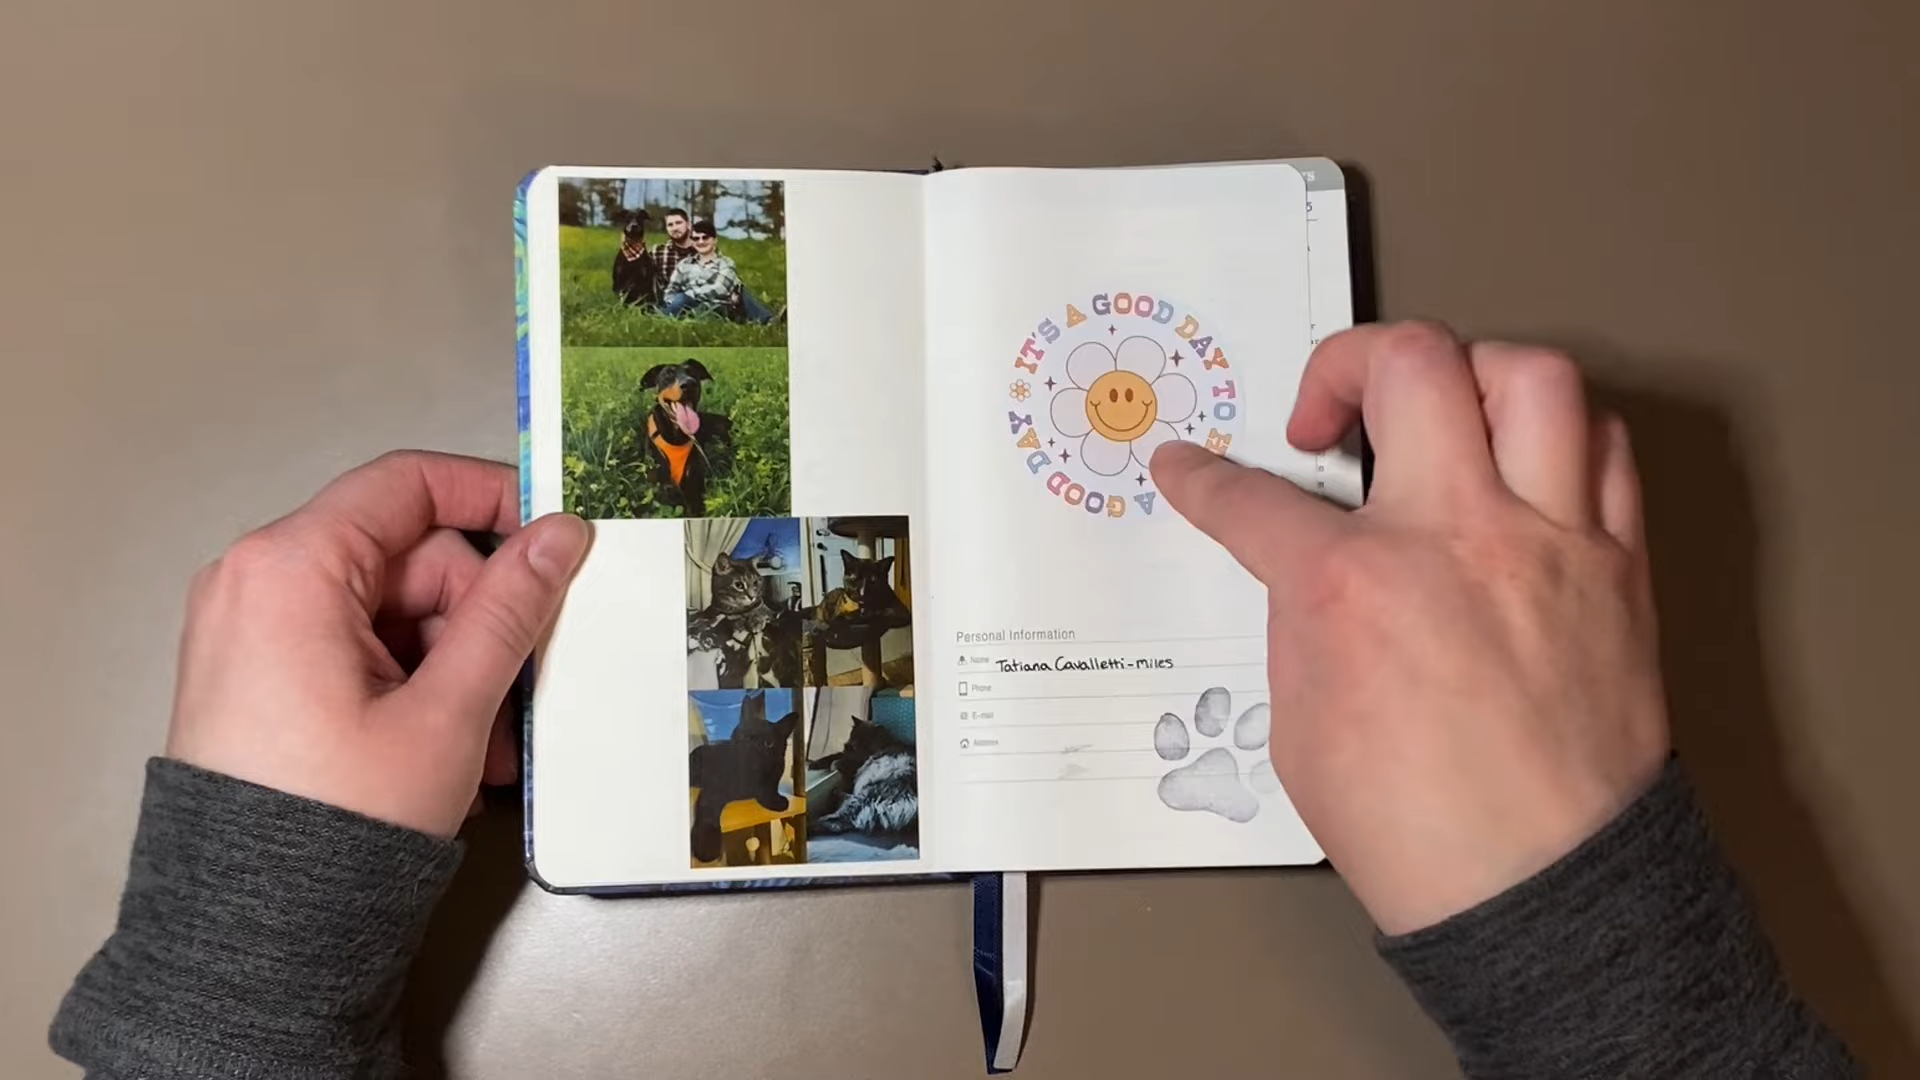 IT'S A GOOD DAY TO
A GOOD DAY
Personal Information
Name Tatiana Cavalletti-miles
Phone
E-mail
Address